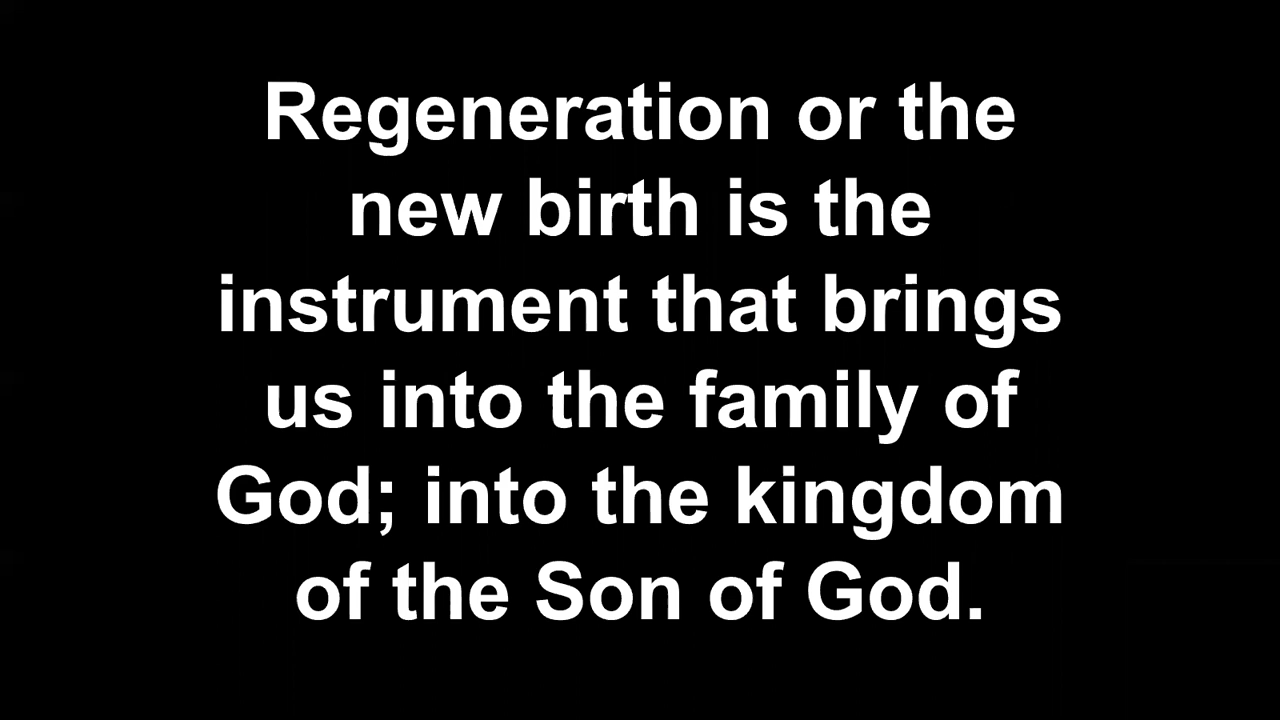 Regeneration or the
new birth is the
instrument that brings
us into the family of
God; into the kingdom
of the Son of God.